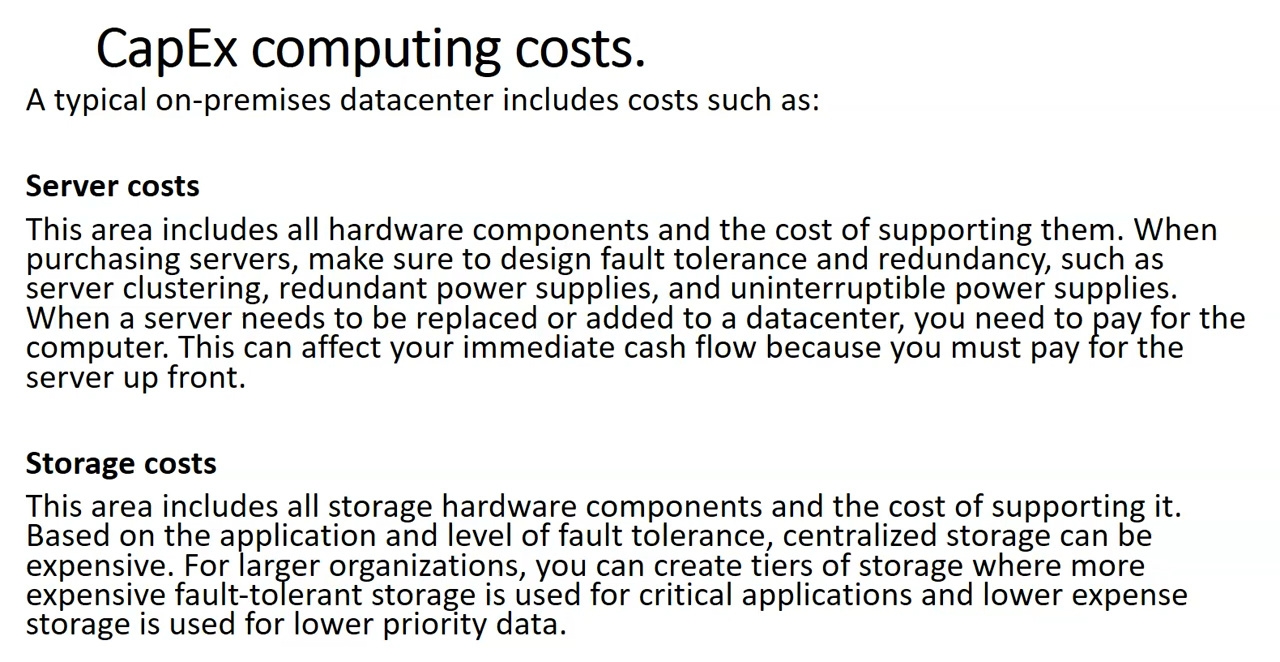 CapEx computing costs.
A typical on-premises datacenter includes costs such as:
Server costs
This area includes all hardware components and the cost of supporting them. When
purchasing servers, make sure to design fault tolerance and redundancy, such as
server clustering, redundant power supplies, and uninterruptible power supplies.
When a server needs to be replaced or added to a datacenter, you need to pay for the
computer. This can affect your immediate cash flow because you must pay for the
server up front.
Storage costs
This area includes all storage hardware components and the cost of supporting it.
Based on the application and level of fault tolerance, centralized storage can be
expensive. For larger organizations, you can create tiers of storage where more
expensive fault-tolerant storage is used for critical applications and lower expense
storage is used for lower priority data.